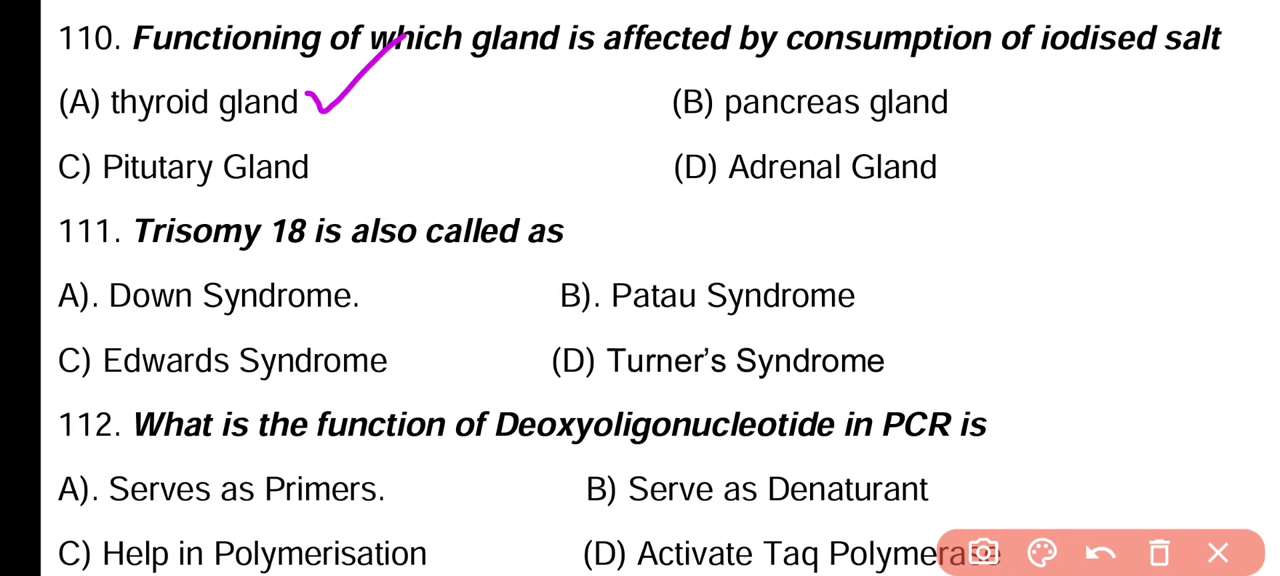 110. Functioning of which gland is affected by consumption of iodised salt
(A) thyroid gland (B) pancreas gland
C) Pitutary Gland (D) Adrenal Gland
111. Trisomy 18 is also called as
A). Down Syndrome. B). Patau Syndrome
C) Edwards Syndrome (D) Turner’s Syndrome
112. What is the function of Deoxyoligonucleotide in PCR is
A). Serves as Primers. B) Serve as Denaturant
C) Help in Polymerisation (D) Activate Taq Polymerase